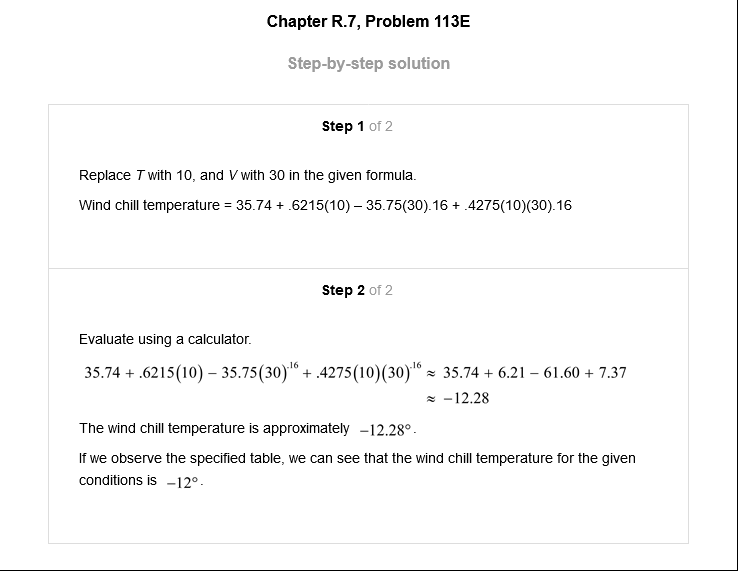 Chapter R.7, Problem 113E
Step-by-step solution
Step 1 of 2
Replace T with 10, and V with 30 in the given formula.
Wind chill temperature = 35.74 + .6215(10) – 35.75(30).16 + .4275(10)(30).16
Step 2 of 2
Evaluate using a calculator.
35.74 + .6215(10) − 35.75(30)^.16 + .4275(10)(30)^.16 ≈ 35.74 + 6.21 − 61.60 + 7.37
≈ −12.28
The wind chill temperature is approximately −12.28°.
If we observe the specified table, we can see that the wind chill temperature for the given
conditions is −12°.